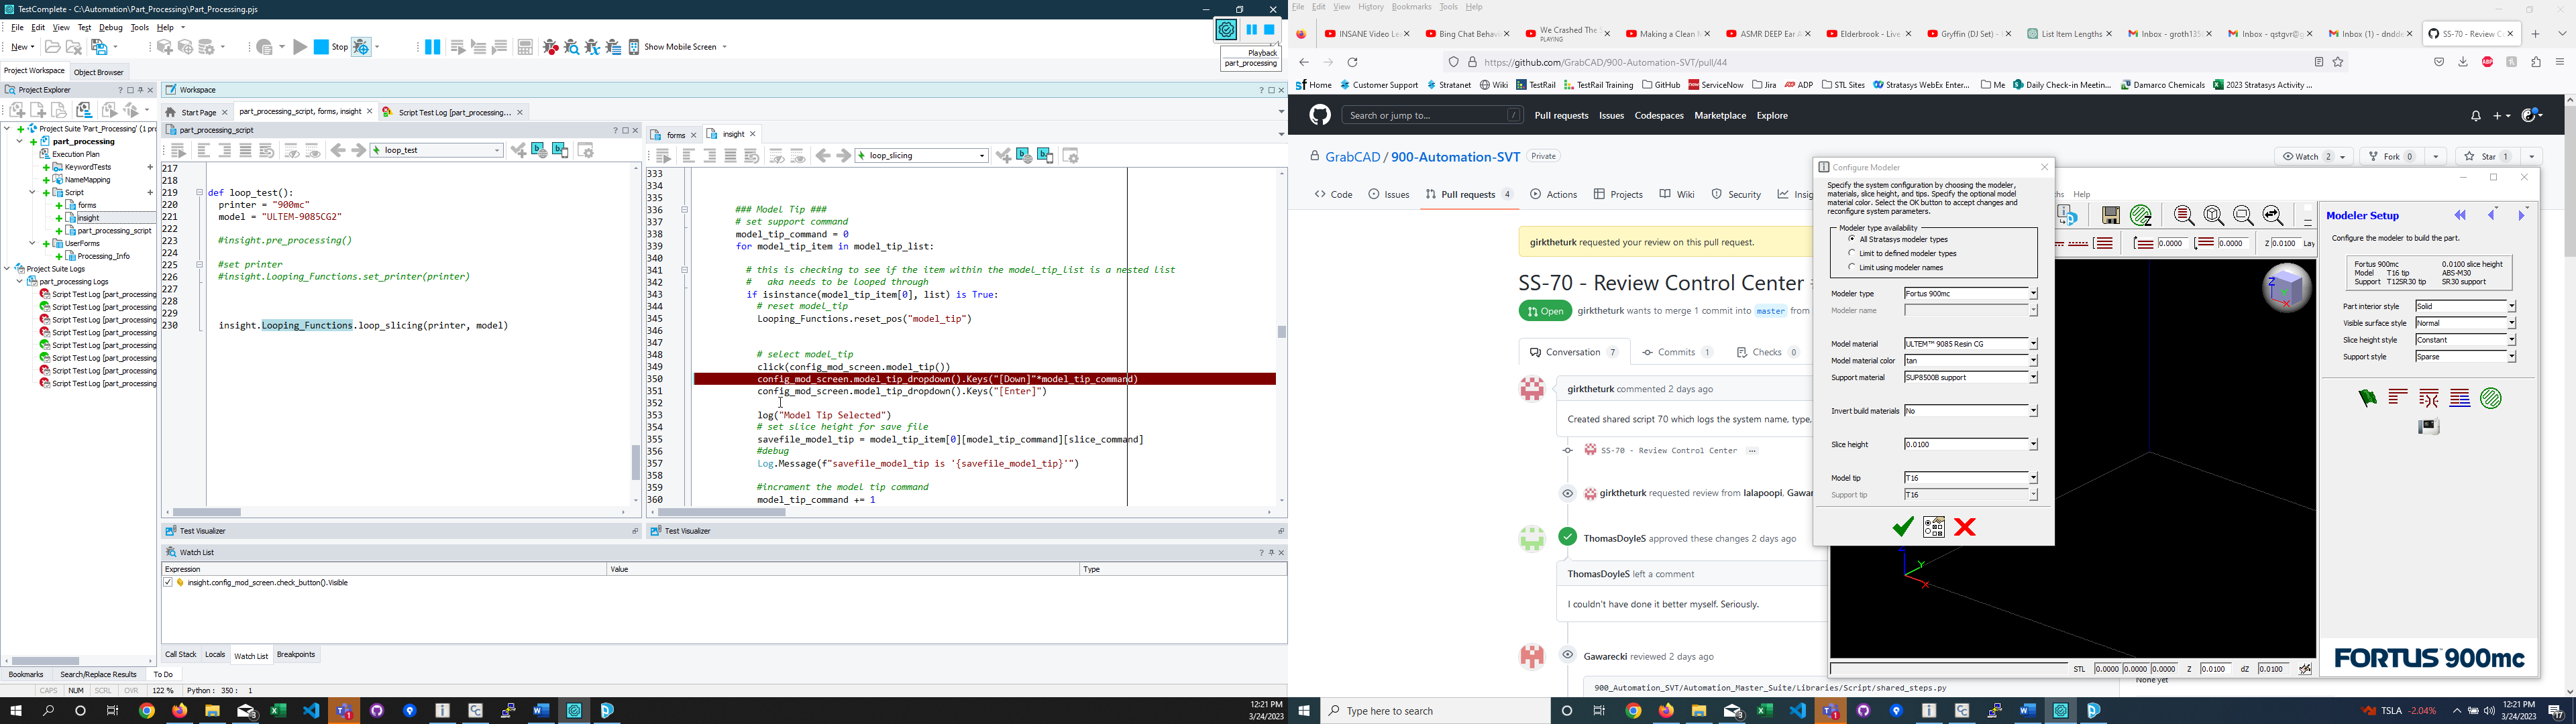 TestComplete - C:\Automation\Part_Processing\Part_Processing.pjs
File Edit View Test Debug Tools Help
New
Stop
Show Mobile Screen
Playback
part_processing
Project Workspace Object Browser
Project Explorer
Project Suite 'Part_Processing' (1 pr
part_processing
Execution Plan
KeywordTests
NameMapping
Script
forms
insight
part_processing_script
UserForms
Processing_Info
Project Suite Logs
part_processing Logs
Script Test Log [part_processing
Script Test Log [part_processing
Script Test Log [part_processing
Script Test Log [part_processing
Script Test Log [part_processing
Script Test Log [part_processing
Script Test Log [part_processing
Script Test Log [part_processing
Workspace
Start Page part_processing_script, forms, insight Script Test Log [part_processing...
part_processing_script
loop_test
217
218
219 def loop_test():
220 printer = "900mc"
221 model = "ULTEM-9085CG2"
222
223 #insight.pre_processing()
224
225 #set printer
226 #insight.Looping_Functions.set_printer(printer)
227
228
229
230 insight.Looping_Functions.loop_slicing(printer, model)
forms insight
loop_slicing
333
334
335
336 ### Model Tip ###
337 # set support command
338 model_tip_command = 0
339 for model_tip_item in model_tip_list:
340
341 # this is checking to see if the item within the model_tip_list is a nested list
342 # aka needs to be looped through
343 if isinstance(model_tip_item[0], list) is True:
344 # reset model_tip
345 Looping_Functions.reset_pos("model_tip")
346
347
348 # select model_tip
349 click(config_mod_screen.model_tip())
350 config_mod_screen.model_tip_dropdown().Keys("[Down]"*model_tip_command)
351 config_mod_screen.model_tip_dropdown().Keys("[Enter]")
352
353 log("Model Tip Selected")
354 # set slice height for save file
355 savefile_model_tip = model_tip_item[0][model_tip_command][slice_command]
356 #debug
357 Log.Message(f"savefile_model_tip is '{savefile_model_tip}'")
358
359 #incrament the model tip command
360 model_tip_command += 1
Test Visualizer
Test Visualizer
Watch List
Expression Value Type
insight.config_mod_screen.check_button().Visible
Call Stack Locals Watch List Breakpoints
Bookmarks Search/Replace Results To Do
CAPS NUM SCRL OVR 122 % Python : 350 : 1
12:21 PM
3/24/2023
File Edit View History Bookmarks Tools Help
INSANE Video Le
Bing Chat Behav
We Crashed The
PLAYING
Making a Clean
ASMR DEEP Ear A
Elderbrook - Live
Gryffin (DJ Set) -
List Item Lengths
Inbox - groth135
Inbox - qstgvr@g
Inbox (1) - dndde
SS-70 - Review C
https://github.com/GrabCAD/900-Automation-SVT/pull/44
Home Customer Support Stratanet Wiki TestRail TestRail Training GitHub ServiceNow Jira ADP STL Sites Stratasys WebEx Enter... Me Daily Check-in Meetin... Damarco Chemicals 2023 Stratasys Activity ...
Search or jump to... /
Pull requests Issues Codespaces Marketplace Explore
GrabCAD / 900-Automation-SVT Private
Watch 2 Fork 0 Star 1
Code Issues Pull requests 4 Actions Projects Wiki Security Insig
girktheturk requested your review on this pull request.
SS-70 - Review Control Center
Open girktheturk wants to merge 1 commit into master from
Conversation 7 Commits 1 Checks 0
girktheturk commented 2 days ago
Created shared script 70 which logs the system name, type,
SS-70 - Review Control Center ...
girktheturk requested review from lalapoopi, Gawar
ThomasDoyleS approved these changes 2 days ago
ThomasDoyleS left a comment
I couldn't have done it better myself. Seriously.
Gawarecki reviewed 2 days ago
900_Automation_SVT/Automation_Master_Suite/Libraries/Script/shared_steps.py
None yet
Configure Modeler
Specify the system configuration by choosing the modeler,
materials, slice height, and tips. Specify the optional model
material color. Select the OK button to accept changes and
reconfigure system parameters.
Modeler type availability
All Stratasys modeler types
Limit to defined modeler types
Limit using modeler names
Modeler type Fortus 900mc
Modeler name
Model material ULTEM™ 9085 Resin CG
Model material color tan
Support material SUP8500B support
Invert build materials No
Slice height 0.0100
Model tip T16
Support tip T16
Help
0.0000 0.0000 Z 0.0100 Lay
Modeler Setup
Configure the modeler to build the part.
Fortus 900mc 0.0100 slice height
Model T16 tip ABS-M30
Support T12SR30 tip SR30 support
Part interior style Solid
Visible surface style Normal
Slice height style Constant
Support style Sparse
Z
X
Y
X
FORTUS 900mc
STL 0.0000 0.0000 0.0000 Z 0.0100 dZ 0.0100
Type here to search
TSLA -2.04%
12:21 PM
3/24/2023